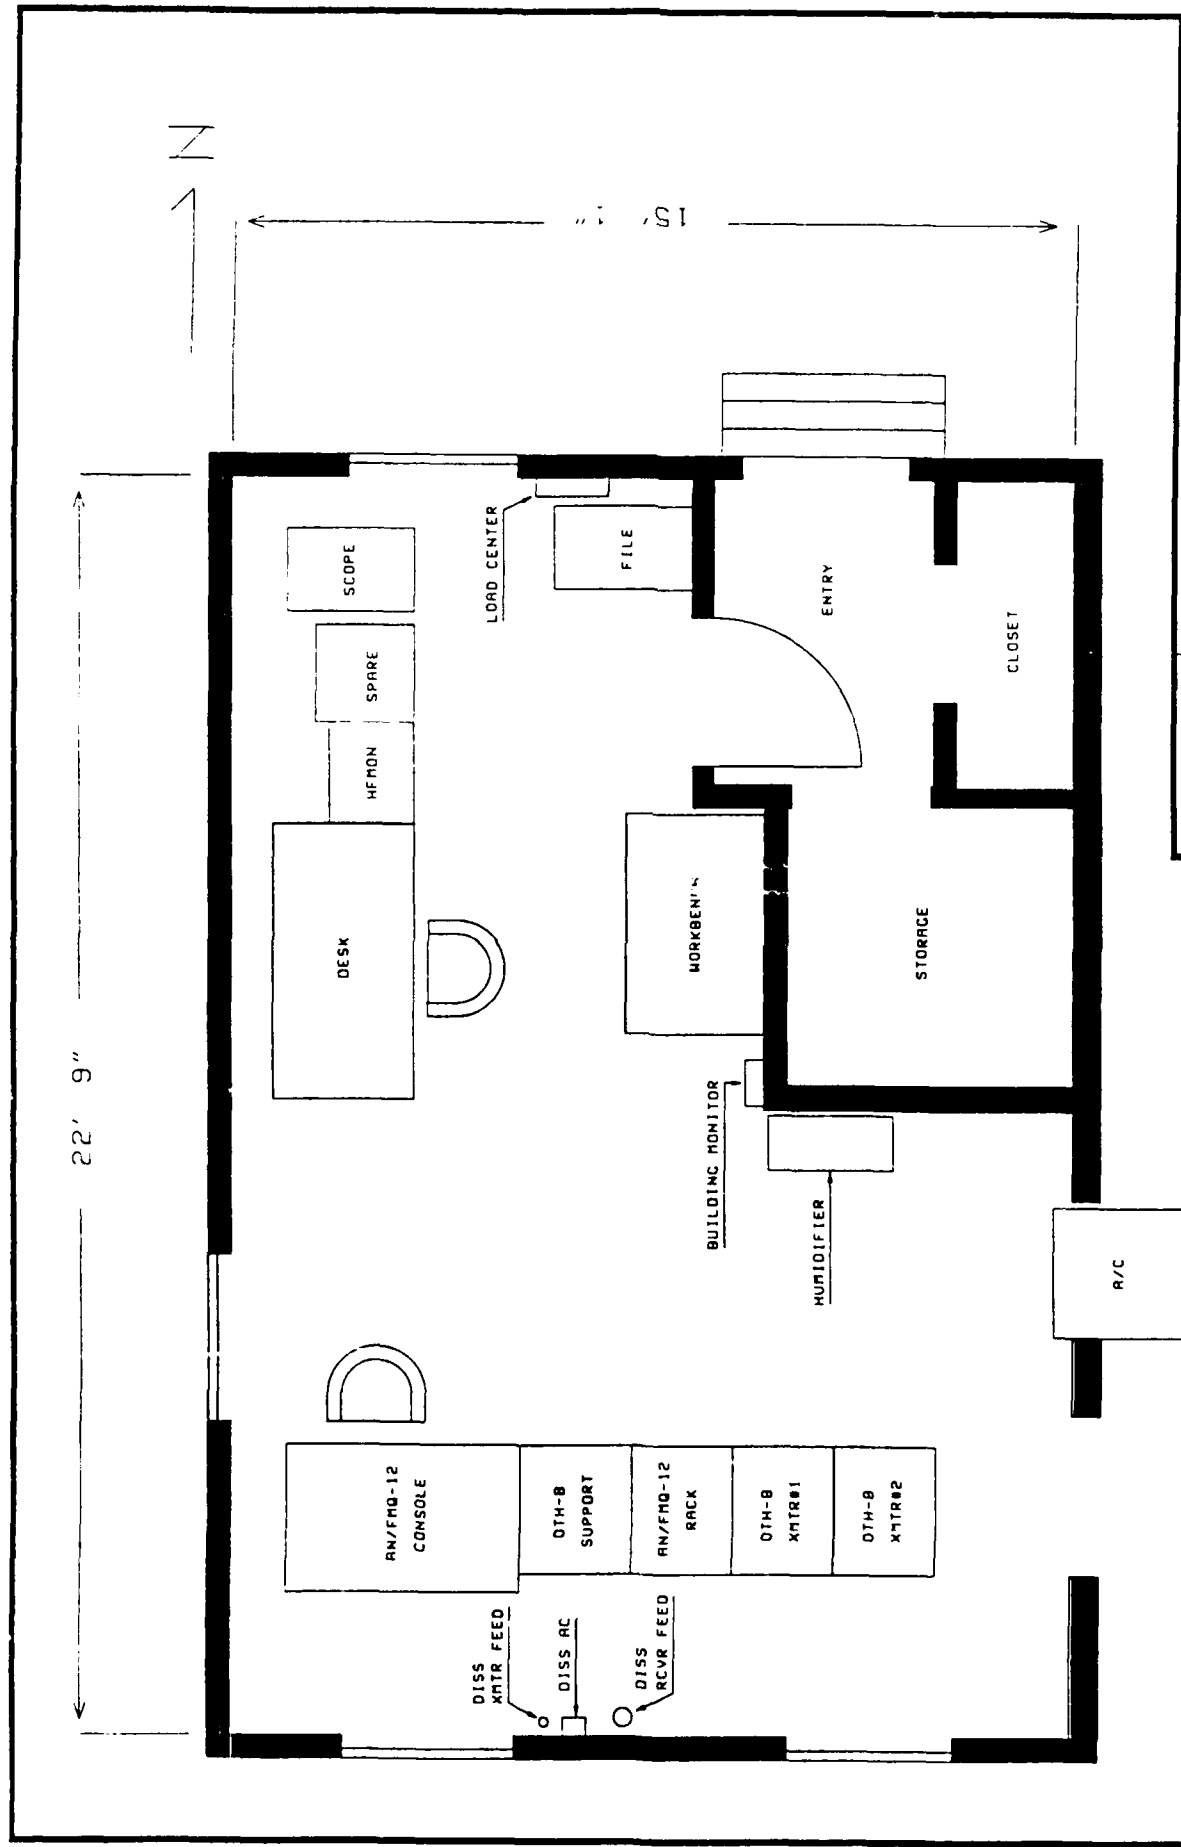 N
15' 1"
22' 9"
SCOPE
SPARE
HFMON
DESK
LOAD CENTER
FILE
ENTRY
CLOSET
WORKBENCH
STORAGE
BUILDING MONITOR
HUMIDIFIER
A/C
AN/FMQ-12
CONSOLE
OTH-B
SUPPORT
AN/FMQ-12
RACK
OTH-B
XMTR#1
OTH-B
XMTR#2
DISS
XMTR FEED
DISS AC
DISS
RCVR FEED